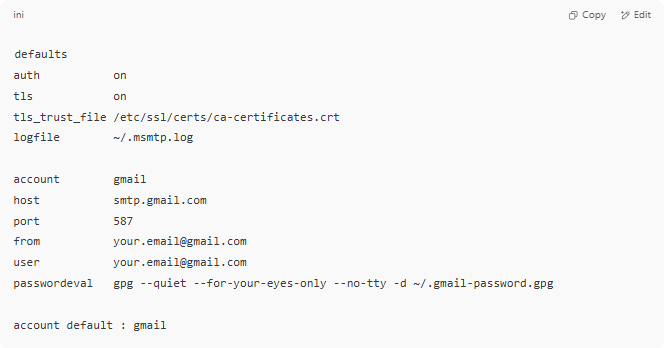 ini
Copy
Edit
defaults
auth on
tls on
tls_trust_file /etc/ssl/certs/ca-certificates.crt
logfile ~/.msmtp.log
account gmail
host smtp.gmail.com
port 587
from your.email@gmail.com
user your.email@gmail.com
passwordeval gpg --quiet --for-your-eyes-only --no-tty -d ~/.gmail-password.gpg
account default : gmail